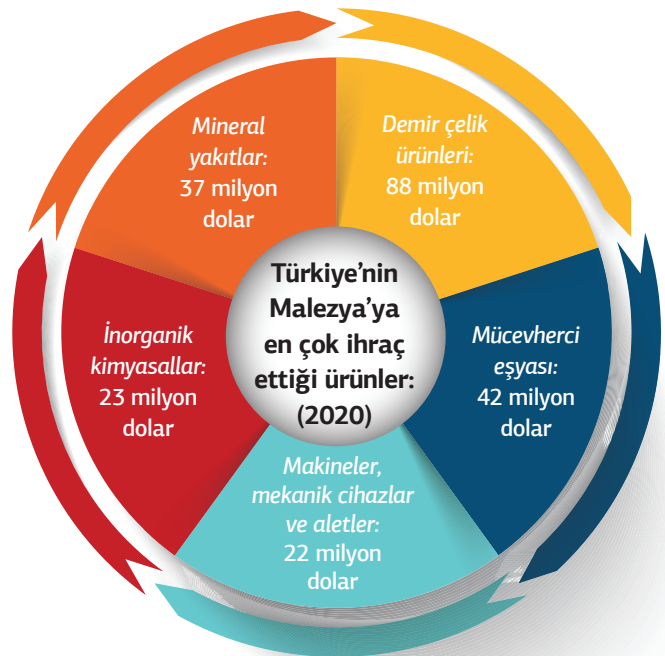 Türkiye’nin
Malezya’ya
en çok ihraç
ettiği ürünler:
(2020)
Demir çelik
ürünleri:
88 milyon
dolar
Mücevherci
eşyası:
42 milyon
dolar
Makineler,
mekanik cihazlar
ve aletler:
22 milyon
dolar
İnorganik
kimyasallar:
23 milyon
dolar
Mineral
yakıtlar:
37 milyon
dolar